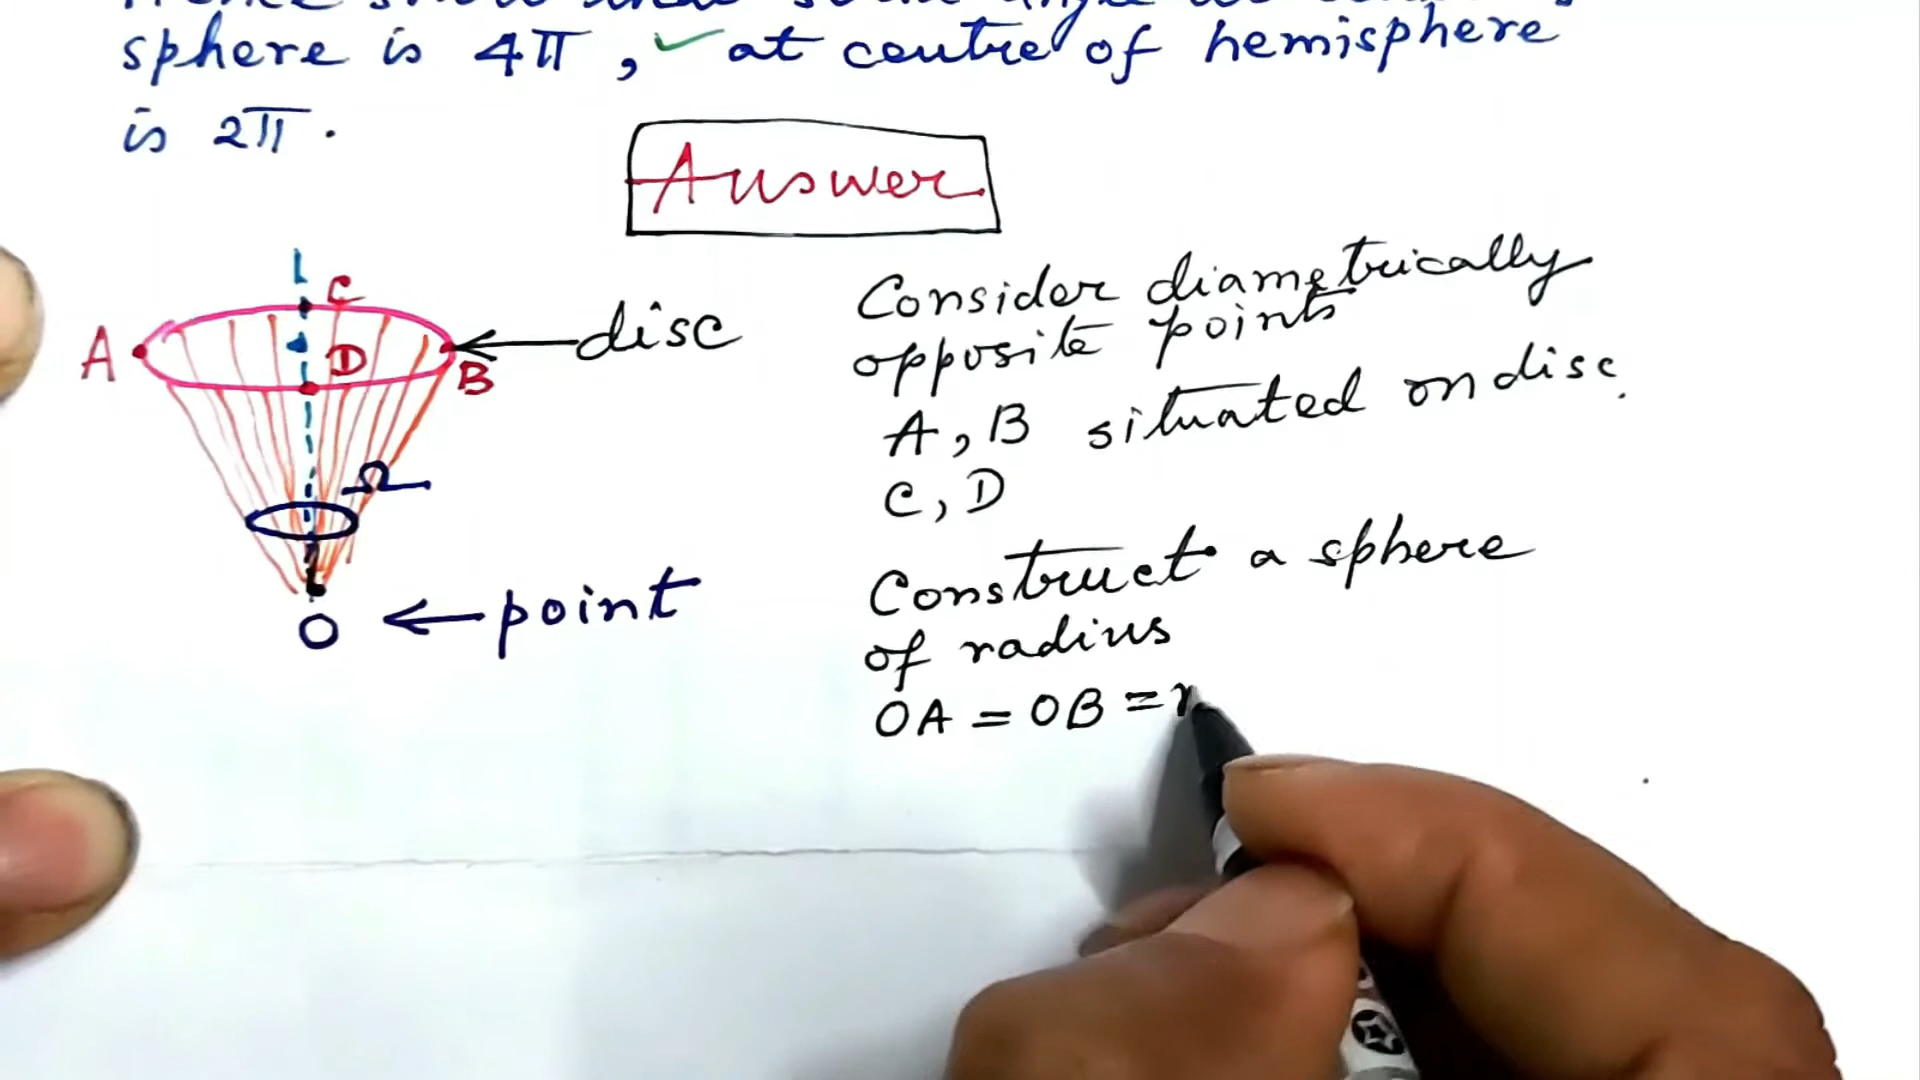 sphere is 4π, ✓ at centre of hemisphere
is 2π.
Answer
C
A
D
B
disc
Ω
O
point
Consider diametrically
opposite points
A, B situated on disc.
C, D
Construct a sphere
of radius
OA = OB = r